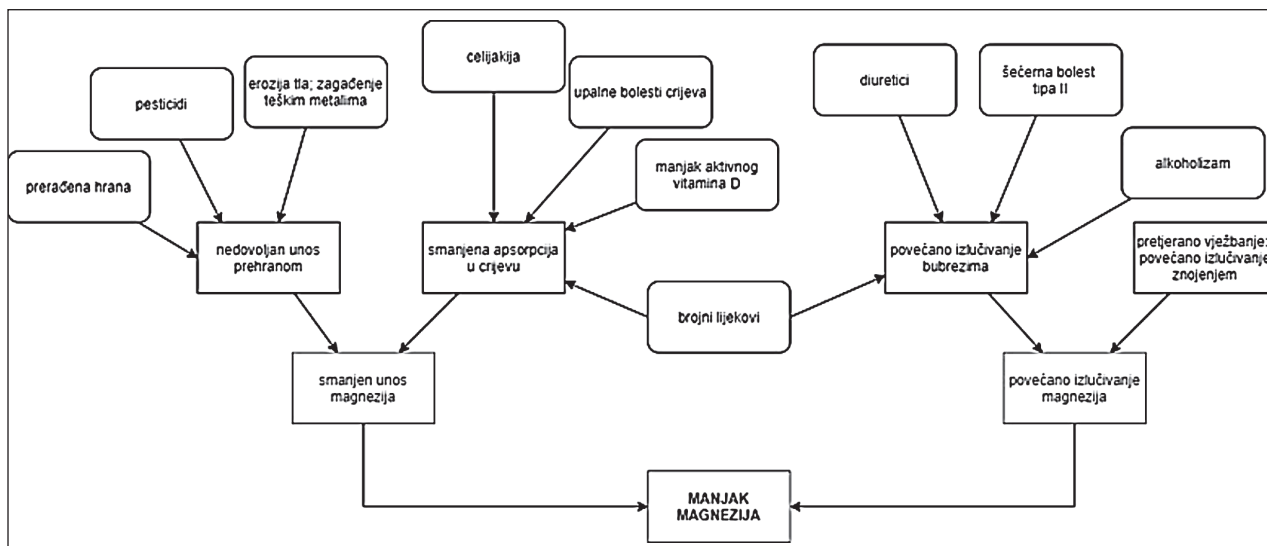 celijakija
diuretici
šećerna bolest
tipa II
erozija tla; zagađenje
teškim metalima
pesticidi
upalne bolesti crijeva
manjak aktivnog
vitamina D
alkoholizam
prerađena hrana
nedovoljan unos
prehranom
smanjena apsorpcija
u crijevu
povećano izlučivanje
bubrezima
pretjerano vježbanje:
povećano izlučivanje
znojenjem
brojni lijekovi
smanjen unos
magnezija
povećano izlučivanje
magnezija
MANJAK
MAGNEZIJA